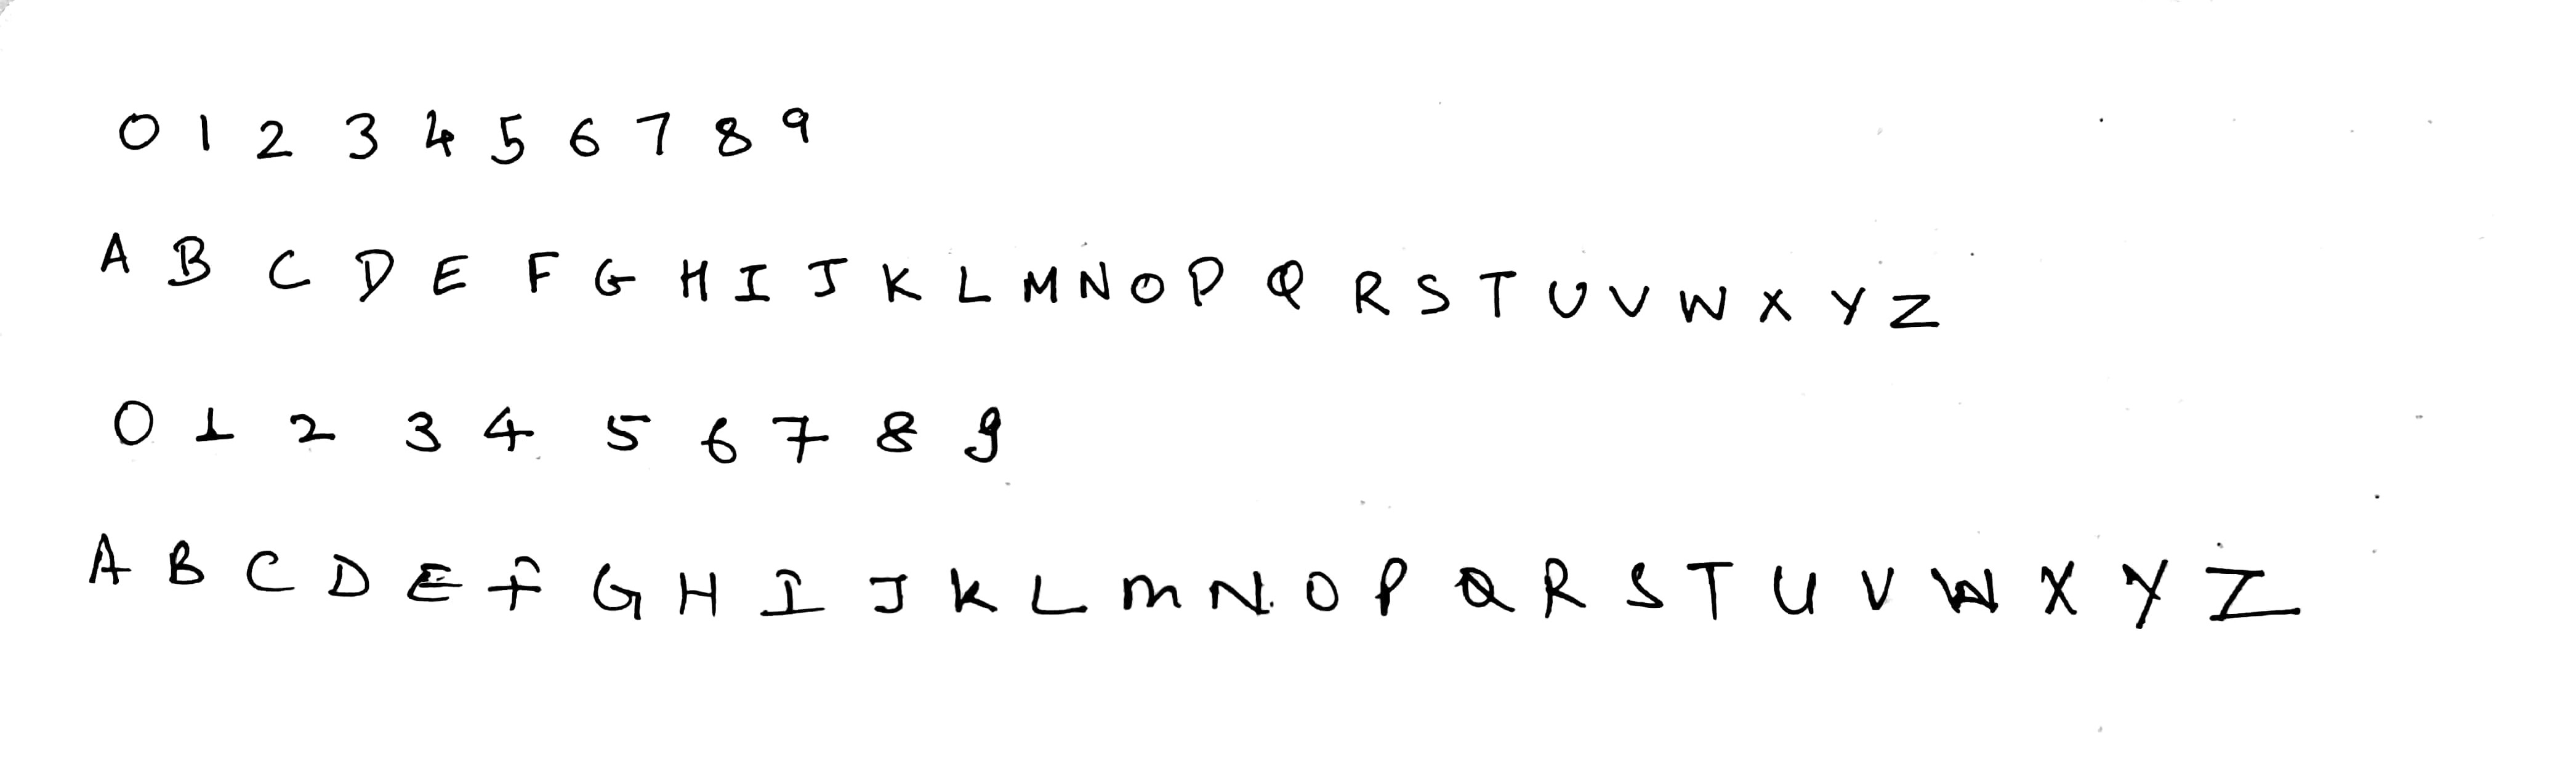 0 1 2 3 4 5 6 7 8 9
A B C D E F G H I J K L M N O P Q R S T U V W X Y Z
0 1 2 3 4 5 6 7 8 9
A B C D E f G H I J K L m N. O P Q R S T U V W X Y Z